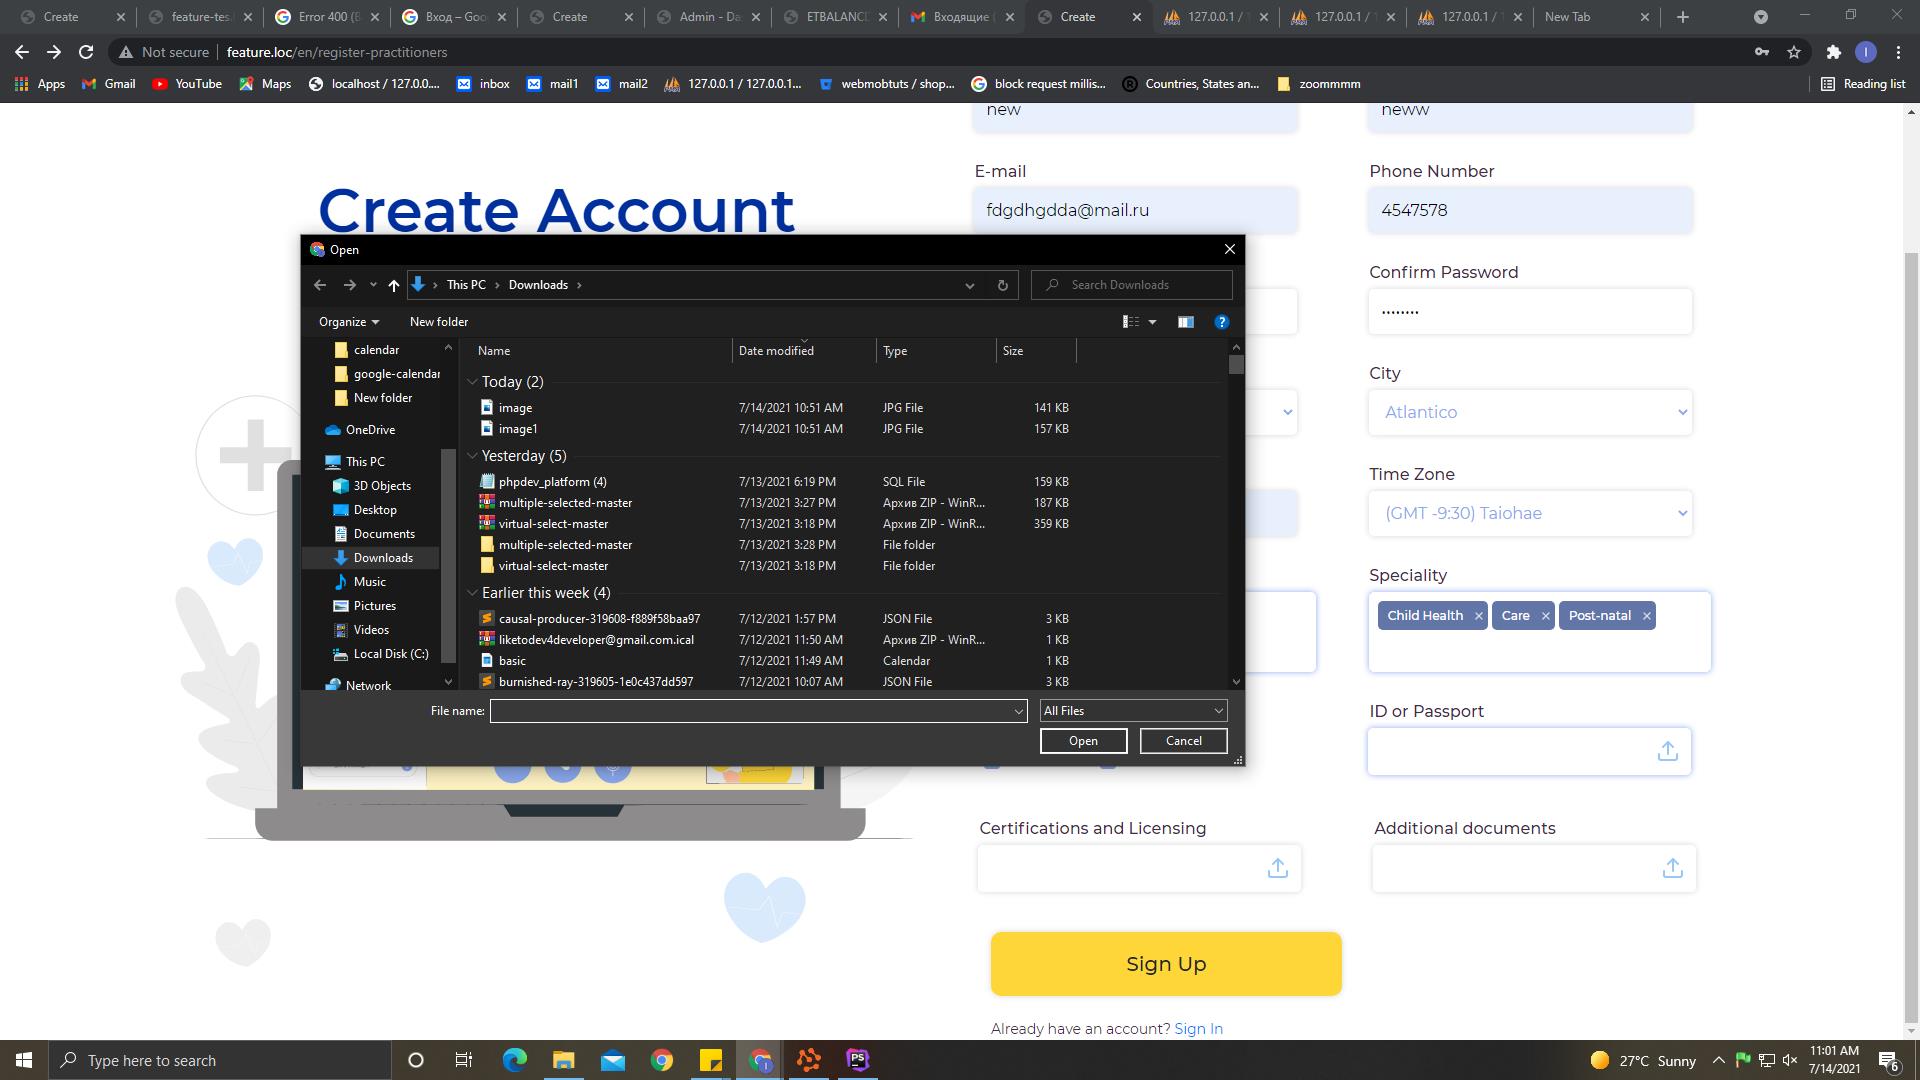 Create
feature-tes.
Error 400 (B
Вход – Goo
Create
Admin - Da
ETBALANC
Входящие (
Create
127.0.0.1 / 1
127.0.0.1 / 1
127.0.0.1 / 1
New Tab
Not secure | feature.loc/en/register-practitioners
I
Apps
Gmail
YouTube
Maps
localhost / 127.0.0....
inbox
mail1
mail2
127.0.0.1 / 127.0.0.1...
webmobtuts / shop...
block request millis...
Countries, States an...
zoommmm
Reading list
new
neww
E-mail
Phone Number
fdgdhgdda@mail.ru
4547578
Create Account
Confirm Password
City
Atlantico
Time Zone
(GMT -9:30) Taiohae
Speciality
Child Health
Care
Post-natal
ID or Passport
Certifications and Licensing
Additional documents
Sign Up
Already have an account? Sign In
Open
This PC > Downloads >
Search Downloads
Organize
New folder
calendar
google-calendar
New folder
OneDrive
This PC
3D Objects
Desktop
Documents
Downloads
Music
Pictures
Videos
Local Disk (C:)
Network
Name Date modified Type Size
Today (2)
image 7/14/2021 10:51 AM JPG File 141 KB
image1 7/14/2021 10:51 AM JPG File 157 KB
Yesterday (5)
phpdev_platform (4) 7/13/2021 6:19 PM SQL File 159 KB
multiple-selected-master 7/13/2021 3:27 PM Архив ZIP - WinR... 187 KB
virtual-select-master 7/13/2021 3:18 PM Архив ZIP - WinR... 359 KB
multiple-selected-master 7/13/2021 3:28 PM File folder
virtual-select-master 7/13/2021 3:18 PM File folder
Earlier this week (4)
causal-producer-319608-f889f58baa97 7/12/2021 1:57 PM JSON File 3 KB
liketodev4developer@gmail.com.ical 7/12/2021 11:50 AM Архив ZIP - WinR... 1 KB
basic 7/12/2021 11:49 AM Calendar 1 KB
burnished-ray-319605-1e0c437dd597 7/12/2021 10:07 AM JSON File 3 KB
File name:
All Files
Open
Cancel
Type here to search
27°C Sunny
11:01 AM
7/14/2021
6